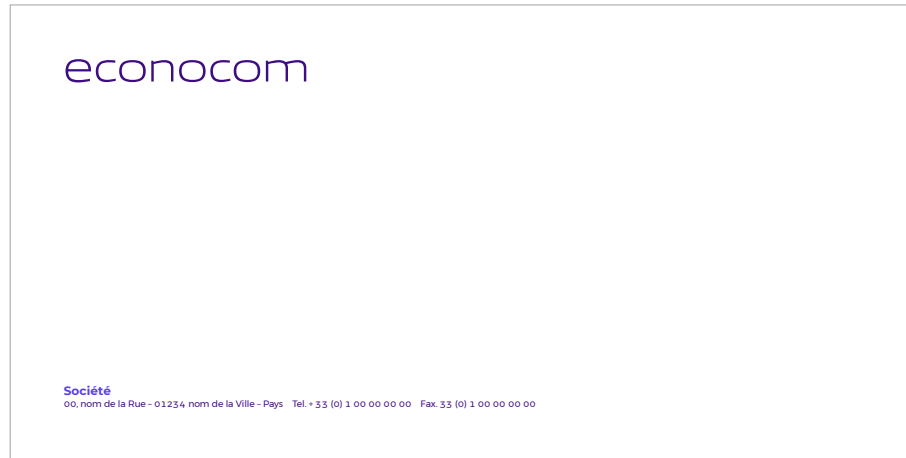 econocom
Société
00, nom de la Rue – 01234 nom de la Ville – Pays Tel. + 33 (0) 1 00 00 00 00 Fax. 33 (0) 1 00 00 00 00